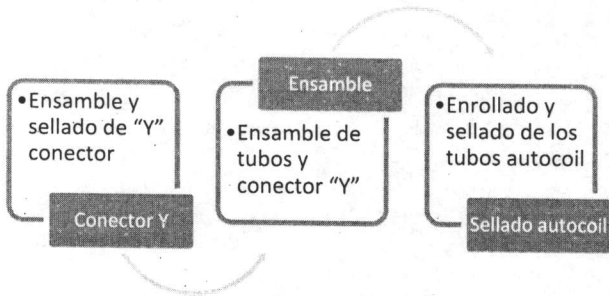 •Ensamble y
sellado de "Y"
conector
Conector Y
Ensamble
•Ensamble de
tubos y
conector "Y"
•Enrollado y
sellado de los
tubos autocoil
Sellado autocoil